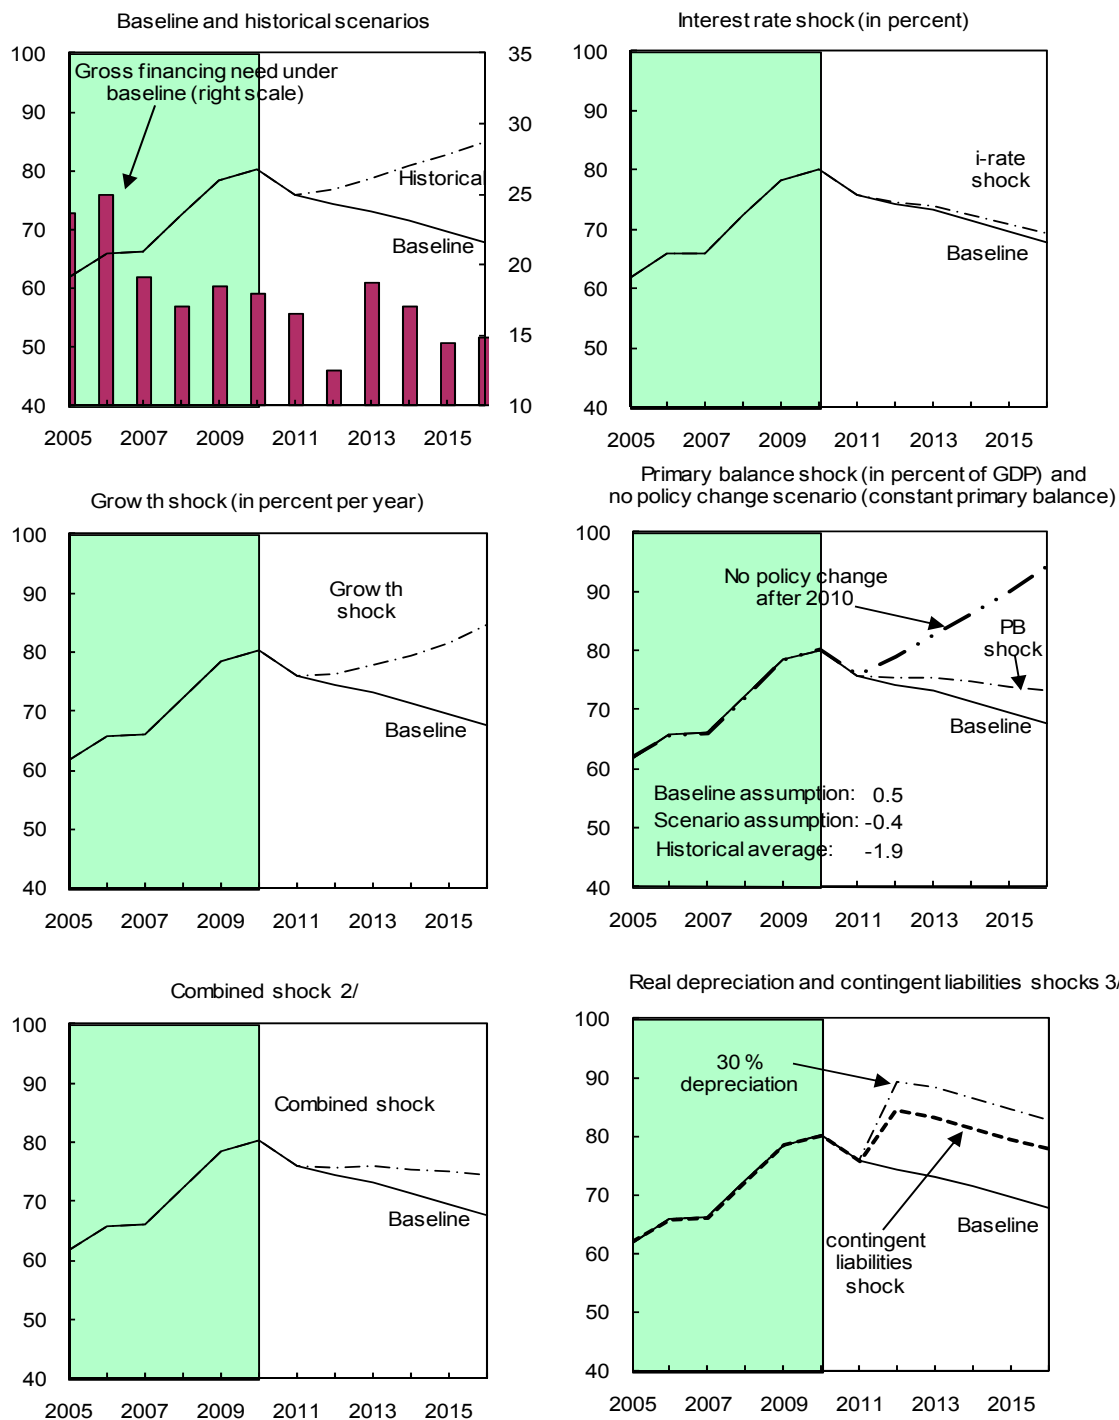 Baseline and historical scenarios
100
90
80
70
60
50
40
35
30
25
20
15
10
Gross financing need under
baseline (right scale)
Historical
Baseline
2005 2007 2009 2011 2013 2015
Interest rate shock (in percent)
100
90
80
70
60
50
40
i-rate
shock
Baseline
2005 2007 2009 2011 2013 2015
Growth shock (in percent per year)
100
90
80
70
60
50
40
Growth
shock
Baseline
2005 2007 2009 2011 2013 2015
Primary balance shock (in percent of GDP) and
no policy change scenario (constant primary balance)
100
90
80
70
60
50
40
No policy change
after 2010
PB
shock
Baseline
Baseline assumption: 0.5
Scenario assumption: -0.4
Historical average: -1.9
2005 2007 2009 2011 2013 2015
Combined shock 2/
100
90
80
70
60
50
40
Combined shock
Baseline
2005 2007 2009 2011 2013 2015
Real depreciation and contingent liabilities shocks 3/
100
90
80
70
60
50
40
30 %
depreciation
Baseline
contingent
liabilities
shock
2005 2007 2009 2011 2013 2015